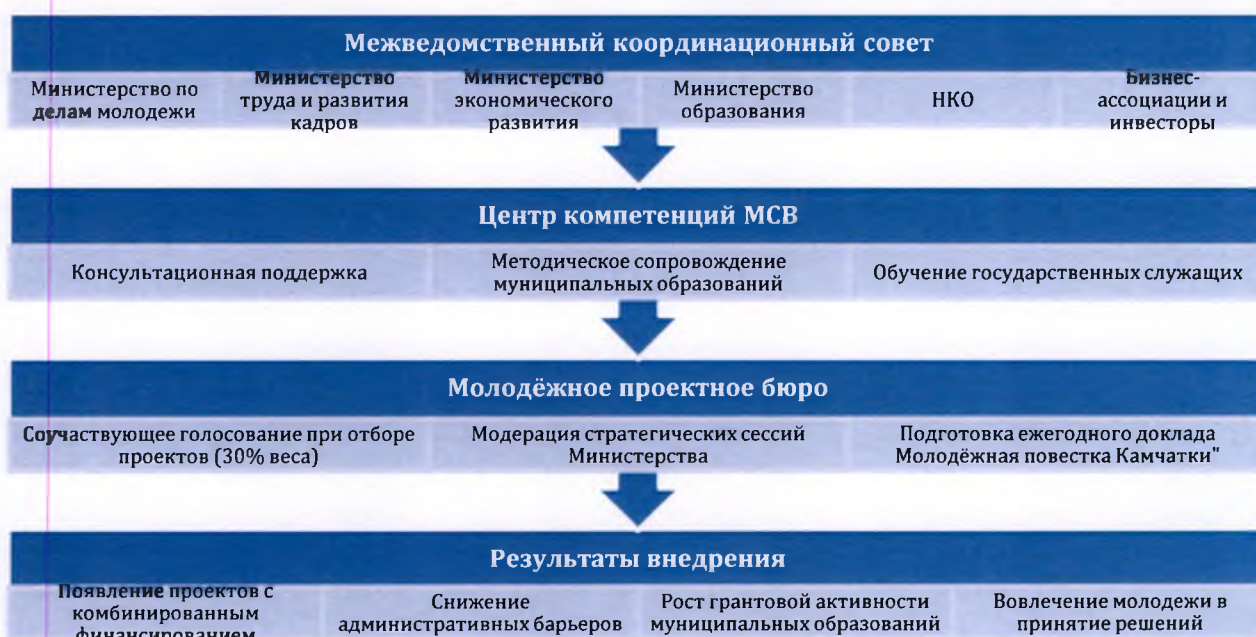 Межведомственный координационный совет
Министерство по
делам молодежи
Министерство
труда и развития
кадров
Министерство
экономического
развития
Министерство
образования
НКО
Бизнес-
ассоциации и
инвесторы
Центр компетенций МСВ
Консультационная поддержка
Методическое сопровождение
муниципальных образований
Обучение государственных служащих
Молодёжное проектное бюро
Соучаствующее голосование при отборе
проектов (30% веса)
Модерация стратегических сессий
Министерства
Подготовка ежегодного доклада
Молодёжная повестка Камчатки"
Результаты внедрения
Появление проектов с
комбинированным
финансированием
Снижение
административных барьеров
Рост грантовой активности
муниципальных образований
Вовлечение молодежи в
принятие решений